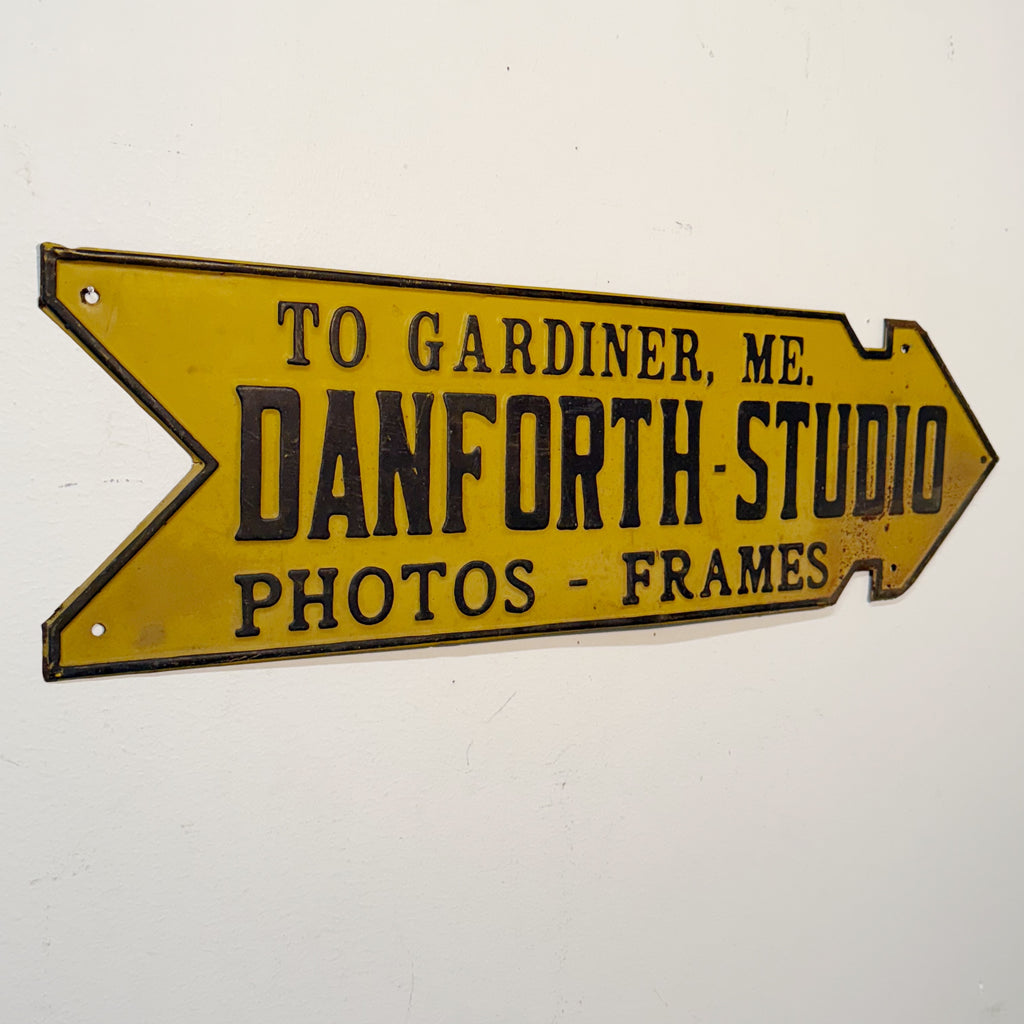 TO GARDINER, ME.
DANFORTH-STUDIO
PHOTOS - FRAMES